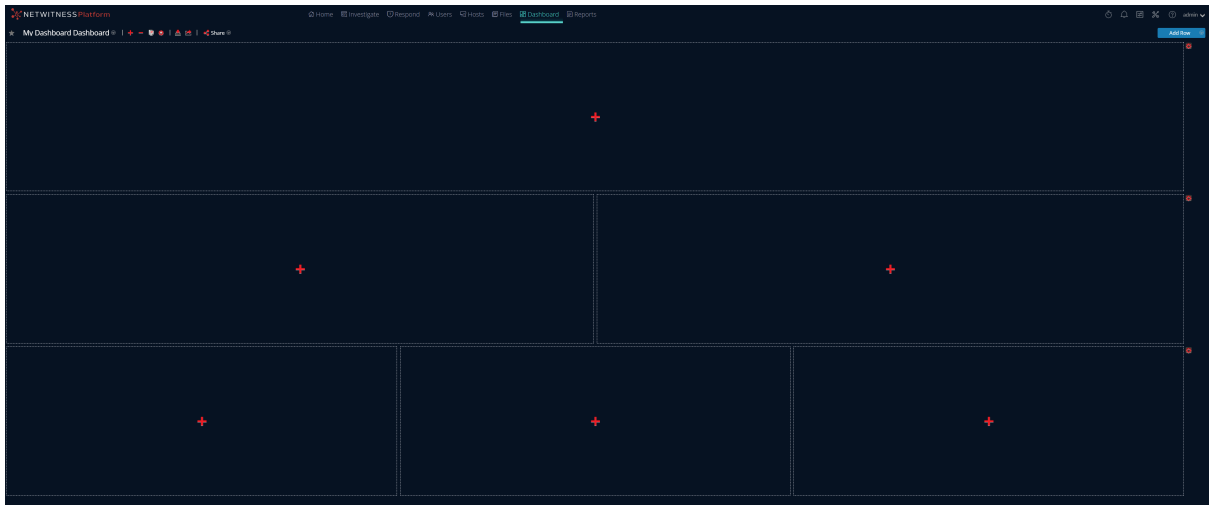 NETWITNESS Platform
Home Investigate Respond Users Hosts Files Dashboard Reports
admin
My Dashboard Dashboard
Share
Add Row